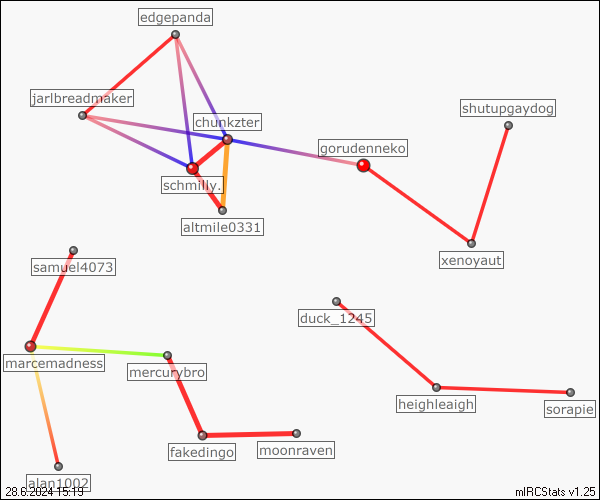 edgepanda
jarlbreadmaker
shutupgaydog
chunkzter
gorudenneko
schmilly.
altmile0331
xenoyaut
samuel4073
duck_1245
marcemadness
mercurybro
heighleaigh
sorapie
fakedingo
moonraven
alan1002
28.6.2024 15:19
mIRCStats v1.25